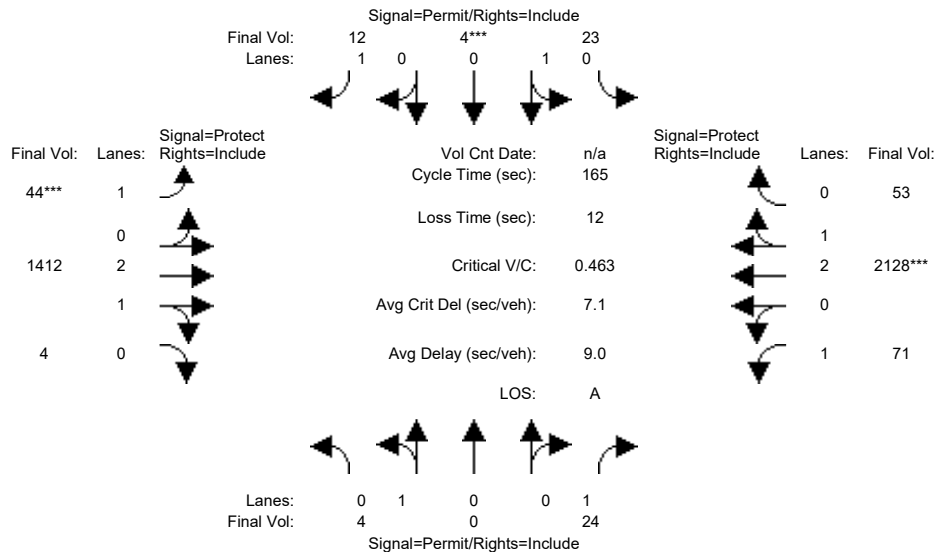 Signal=Permit/Rights=Include
Final Vol: 12 4*** 23
Lanes: 1 0 0 1 0
Signal=Protect Signal=Protect
Final Vol: Lanes: Rights=Include Vol Cnt Date: n/a Rights=Include Lanes: Final Vol:
Cycle Time (sec): 165
44*** 1 0 53
Loss Time (sec): 12
0 1
1412 2 Critical V/C: 0.463 2 2128***
1 Avg Crit Del (sec/veh): 7.1 0
4 0 Avg Delay (sec/veh): 9.0 1 71
LOS: A
Lanes: 0 1 0 0 1
Final Vol: 4 0 24
Signal=Permit/Rights=Include